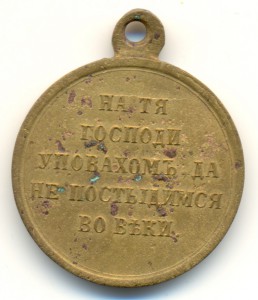 НА ТЯ
ГОСПОДИ
УПОВАХОМЪ, ДА
НЕ ПОСТЫДИМСЯ
ВО ВѢКИ.